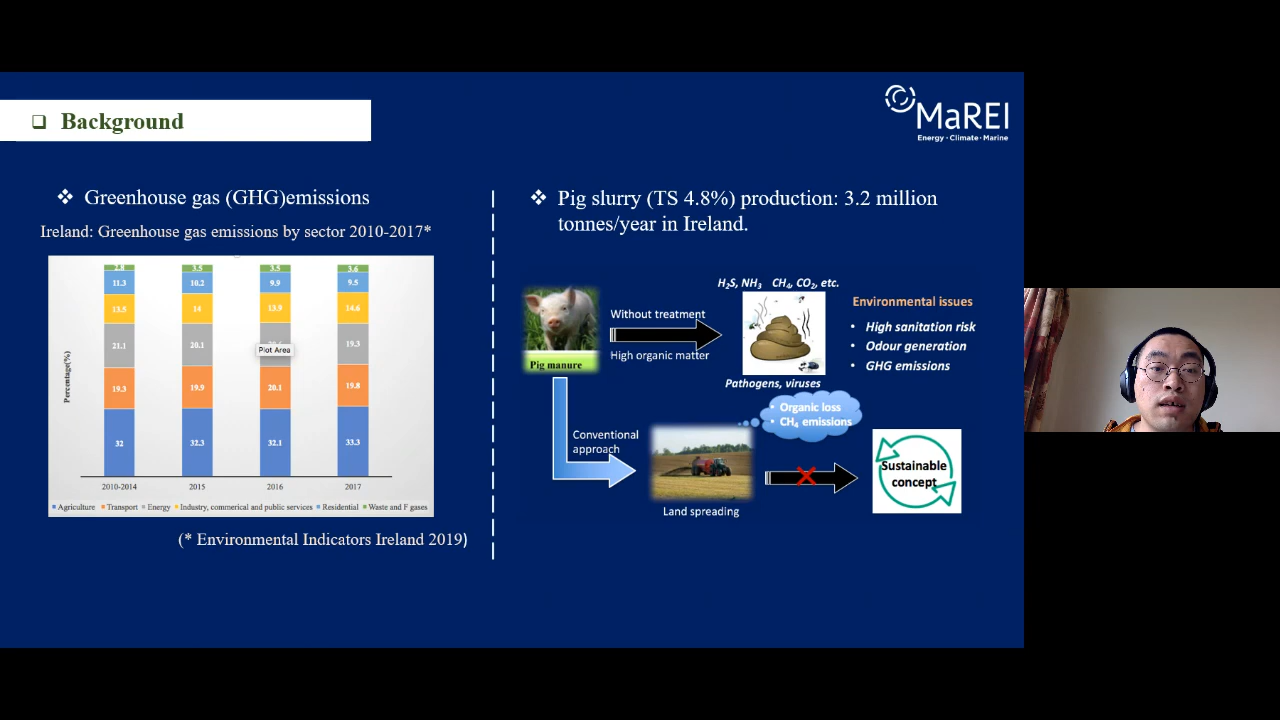 ❑ Background
MaREI
Energy · Climate · Marine
❖ Greenhouse gas (GHG)emissions
Ireland: Greenhouse gas emissions by sector 2010-2017*
2.8 3.5 3.5 3.6
11.3 10.2 9.9 9.5
13.5 14 13.9 14.6
21.1 20.1 19.3
Plot Area
19.3 19.9 20.1 19.8
32 32.3 32.1 33.3
Percentage(%)
2010-2014 2015 2016 2017
Agriculture Transport Energy Industry, commerical and public services Residential Waste and F gases
(* Environmental Indicators Ireland 2019)
❖ Pig slurry (TS 4.8%) production: 3.2 million
tonnes/year in Ireland.
H₂S, NH₃ CH₄, CO₂, etc.
Pig manure
Without treatment
High organic matter
Pathogens, viruses
Environmental issues
• High sanitation risk
• Odour generation
• GHG emissions
• Organic loss
• CH₄ emissions
Conventional
approach
Land spreading
Sustainable
concept